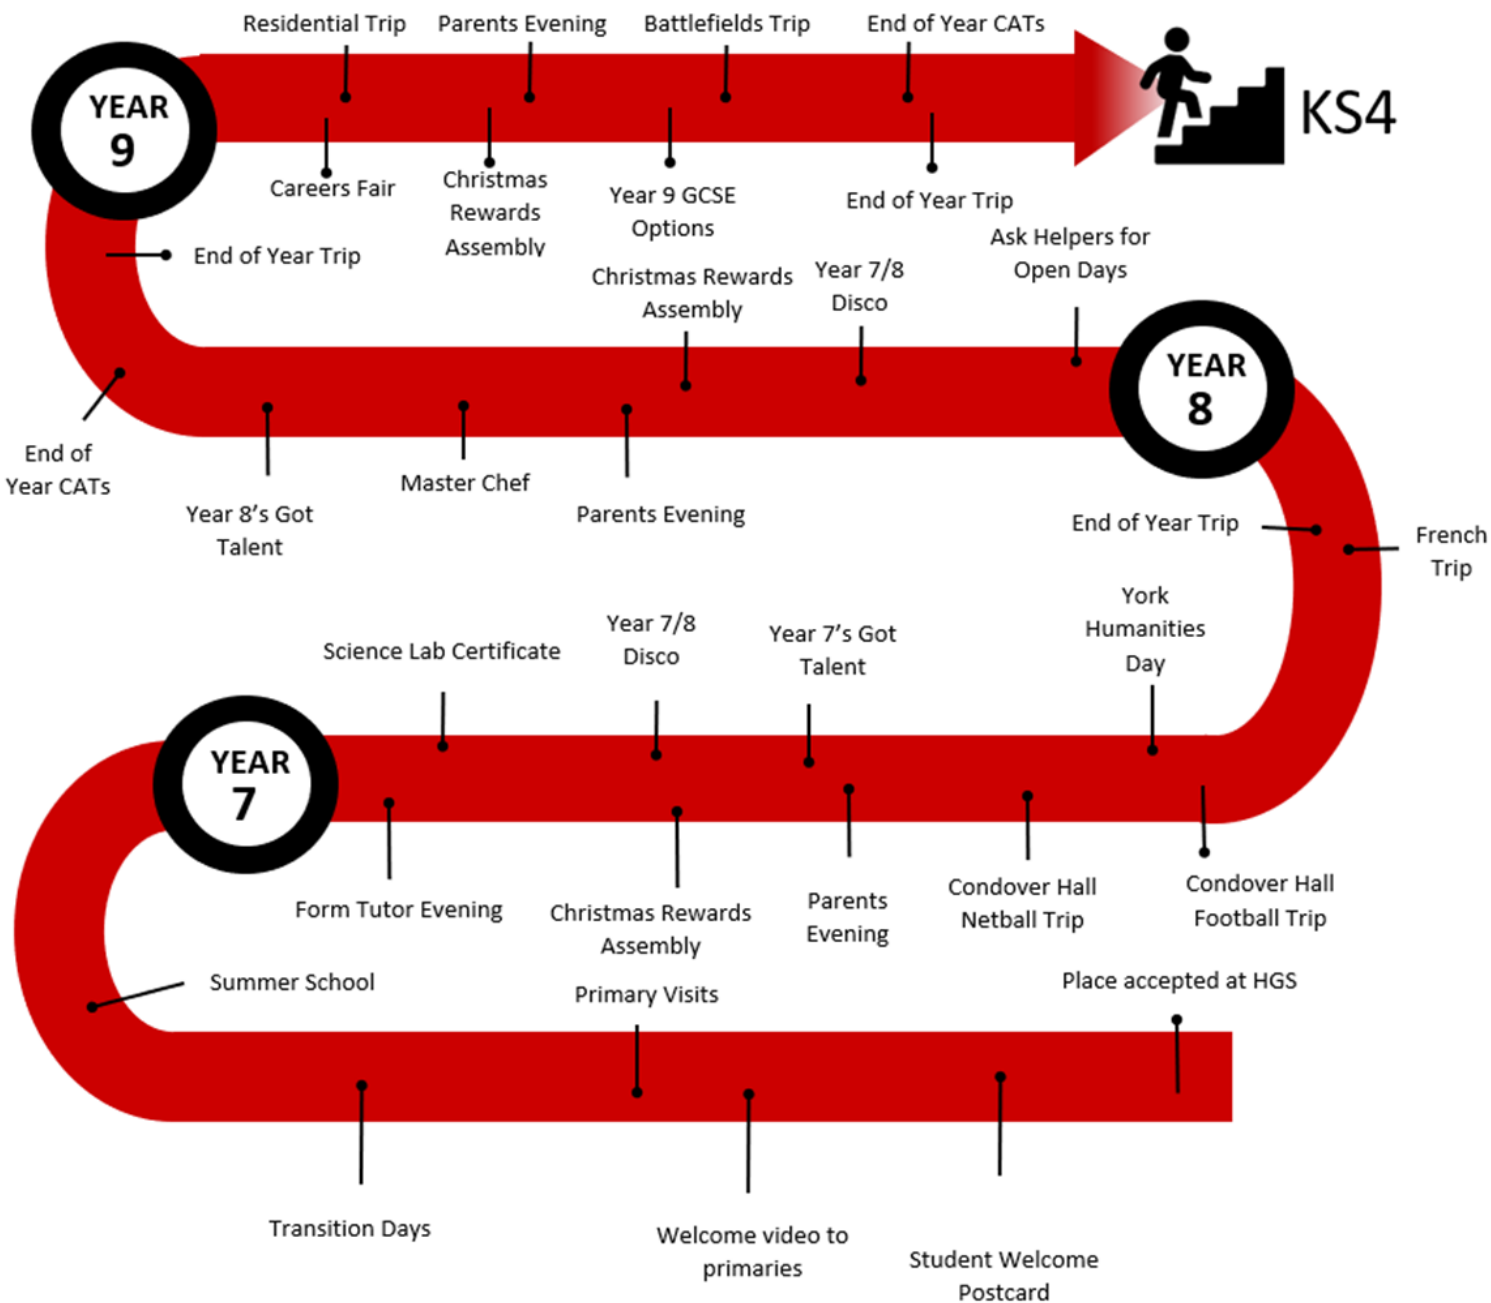 Residential Trip
Parents Evening
Battlefields Trip
End of Year CATs
YEAR
9
KS4
Careers Fair
Christmas
Rewards
Assembly
Year 9 GCSE
Options
End of Year Trip
End of Year Trip
Christmas Rewards
Assembly
Year 7/8
Disco
Ask Helpers for
Open Days
YEAR
8
End of
Year CATs
Year 8’s Got
Talent
Master Chef
Parents Evening
End of Year Trip
French
Trip
York
Humanities
Day
Science Lab Certificate
Year 7/8
Disco
Year 7’s Got
Talent
YEAR
7
Form Tutor Evening
Christmas Rewards
Assembly
Parents
Evening
Condover Hall
Netball Trip
Condover Hall
Football Trip
Summer School
Primary Visits
Place accepted at HGS
Transition Days
Welcome video to
primaries
Student Welcome
Postcard